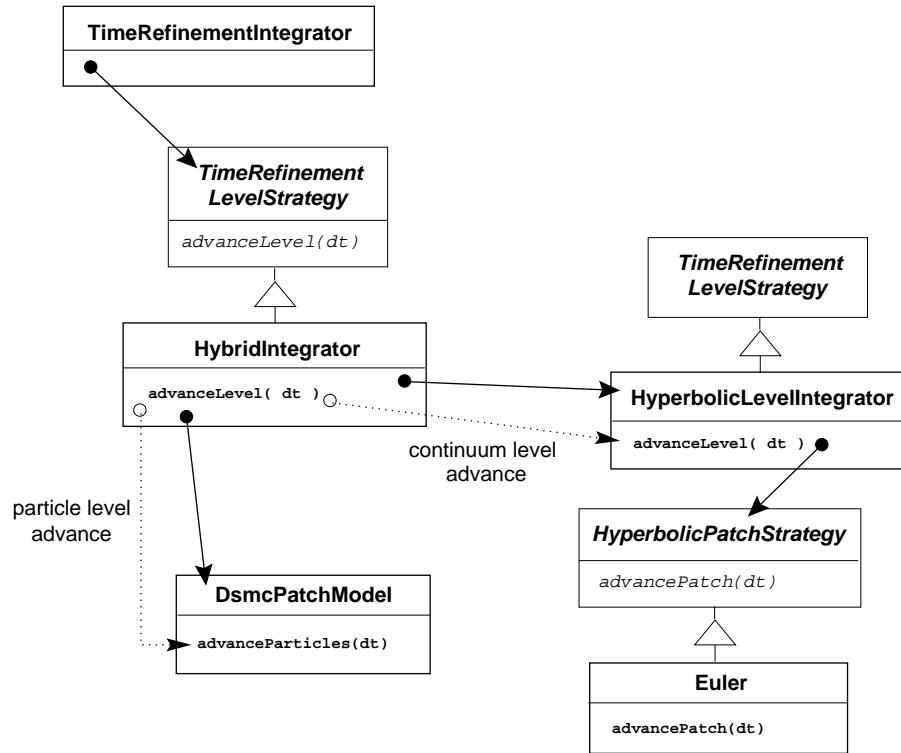 TimeRefinementIntegrator
TimeRefinement
LevelStrategy
advanceLevel(dt)
TimeRefinement
LevelStrategy
HybridIntegrator
advanceLevel( dt )
HyperbolicLevelIntegrator
advanceLevel( dt )
continuum level
advance
particle level
advance
HyperbolicPatchStrategy
advancePatch(dt)
DsmcPatchModel
advanceParticles(dt)
Euler
advancePatch(dt)